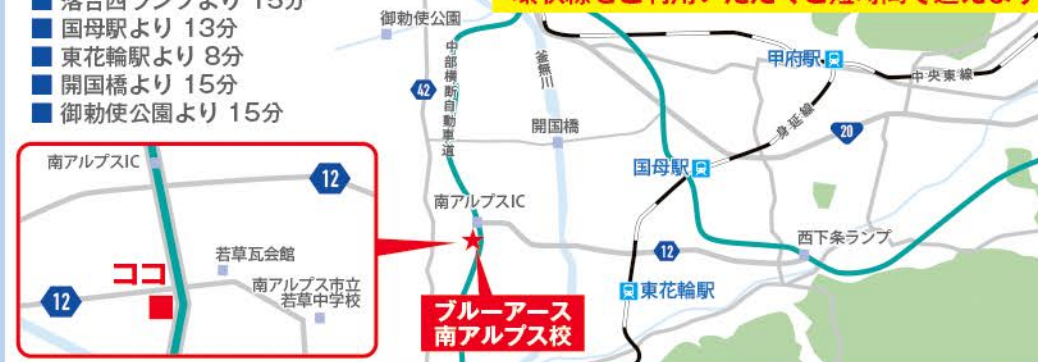 国母駅より 13分
東花輪駅より 8分
開国橋より 15分
御勅使公園より 15分
御勅使公園
42
中部横断自動車道
釜無川
開国橋
甲府駅
中央東線
身延線
20
国母駅
南アルプスIC
12
西下条ランプ
東花輪駅
ブルーアース
南アルプス校
南アルプスIC
12
若草瓦会館
ココ
12
南アルプス市立
若草中学校